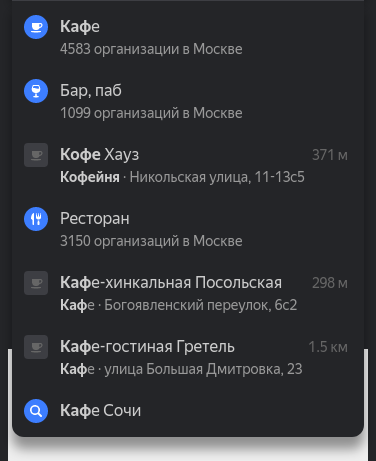 Кафе
4583 организации в Москве
Бар, паб
1099 организаций в Москве
Кофе Хауз 371 м
Кофейня · Никольская улица, 11-13с5
Ресторан
3150 организаций в Москве
Кафе-хинкальная Посольская 298 м
Кафе · Богоявленский переулок, 6с2
Кафе-гостиная Гретель 1.5 км
Кафе · улица Большая Дмитровка, 23
Кафе Сочи